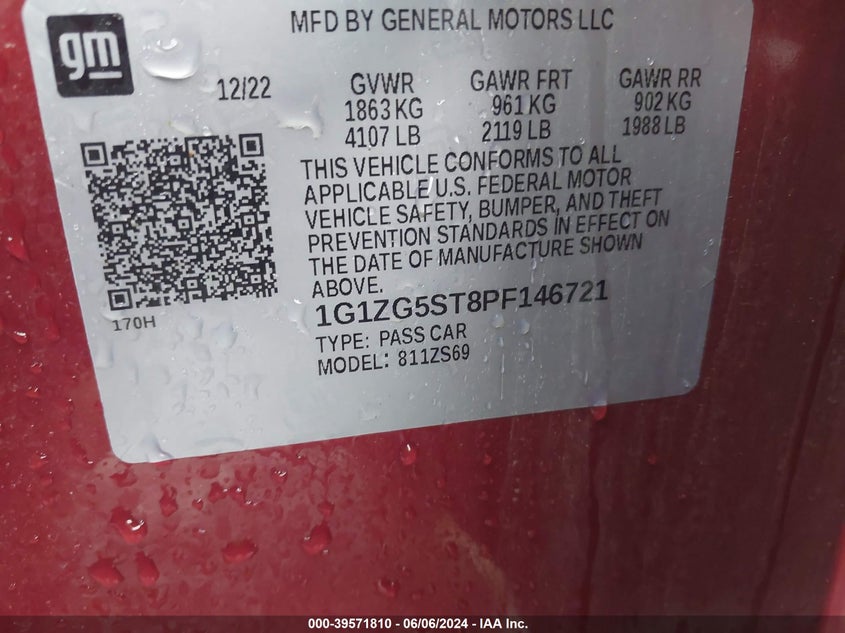 gm
MFD BY GENERAL MOTORS LLC
12/22
GVWR
1863 KG
4107 LB
GAWR FRT
961 KG
2119 LB
GAWR RR
902 KG
1988 LB
THIS VEHICLE CONFORMS TO ALL
APPLICABLE U.S. FEDERAL MOTOR
VEHICLE SAFETY, BUMPER, AND THEFT
PREVENTION STANDARDS IN EFFECT ON
THE DATE OF MANUFACTURE SHOWN
ABOVE.
1G1ZG5ST8PF146721
170H
TYPE: PASS CAR
MODEL: 811ZS69
000-39571810 - 06/06/2024 - IAA Inc.